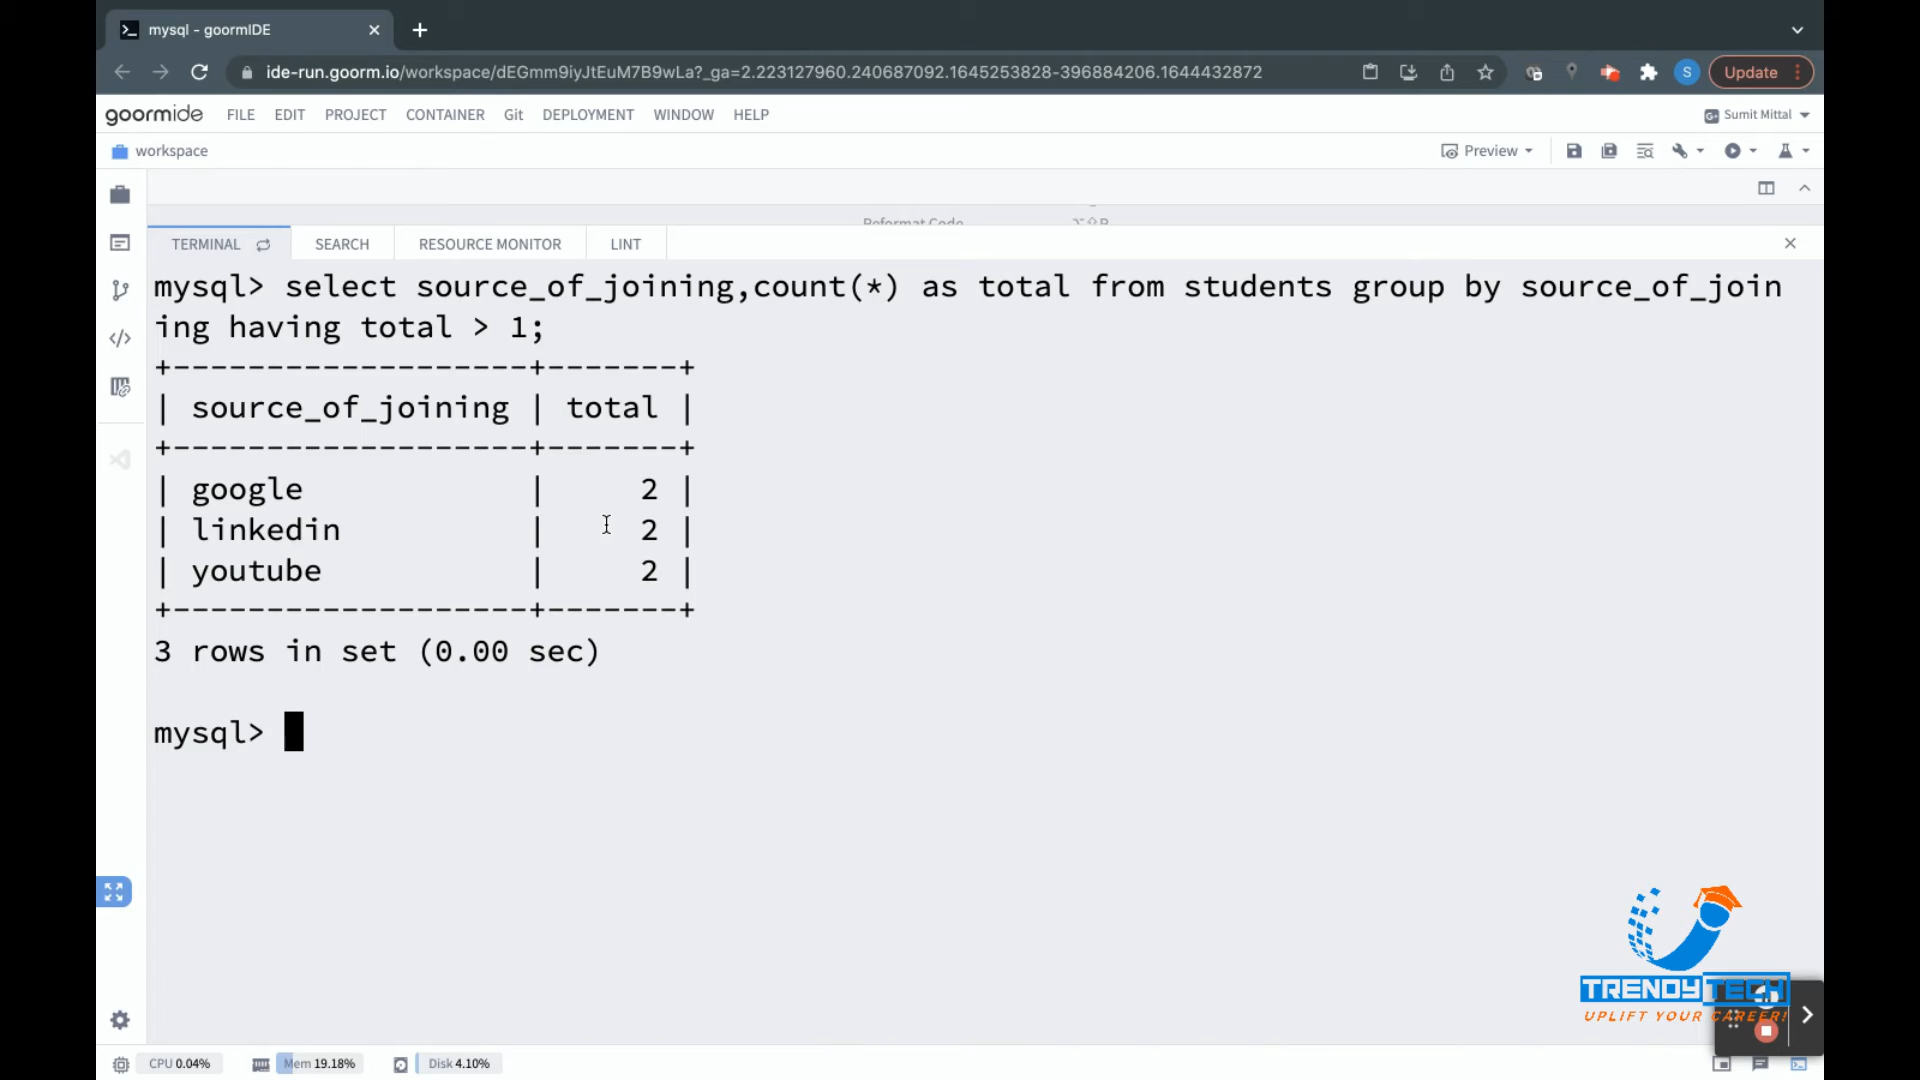 mysql - goormIDE
ide-run.goorm.io/workspace/dEGmm9iyJtEuM7B9wLa?_ga=2.223127960.240687092.1645253828-396884206.1644432872
S
Update
goormide FILE EDIT PROJECT CONTAINER Git DEPLOYMENT WINDOW HELP
Sumit Mittal
workspace
Preview
Reformat Code ⌥⇧R
TERMINAL SEARCH RESOURCE MONITOR LINT
mysql> select source_of_joining,count(*) as total from students group by source_of_join
ing having total > 1;
+-------------------+-------+
| source_of_joining | total |
+-------------------+-------+
| google            |     2 |
| linkedin          |     2 |
| youtube           |     2 |
+-------------------+-------+
3 rows in set (0.00 sec)
mysql>
TRENDYTECH
UPLIFT YOUR CAREER!
CPU 0.04% Mem 19.18% Disk 4.10%